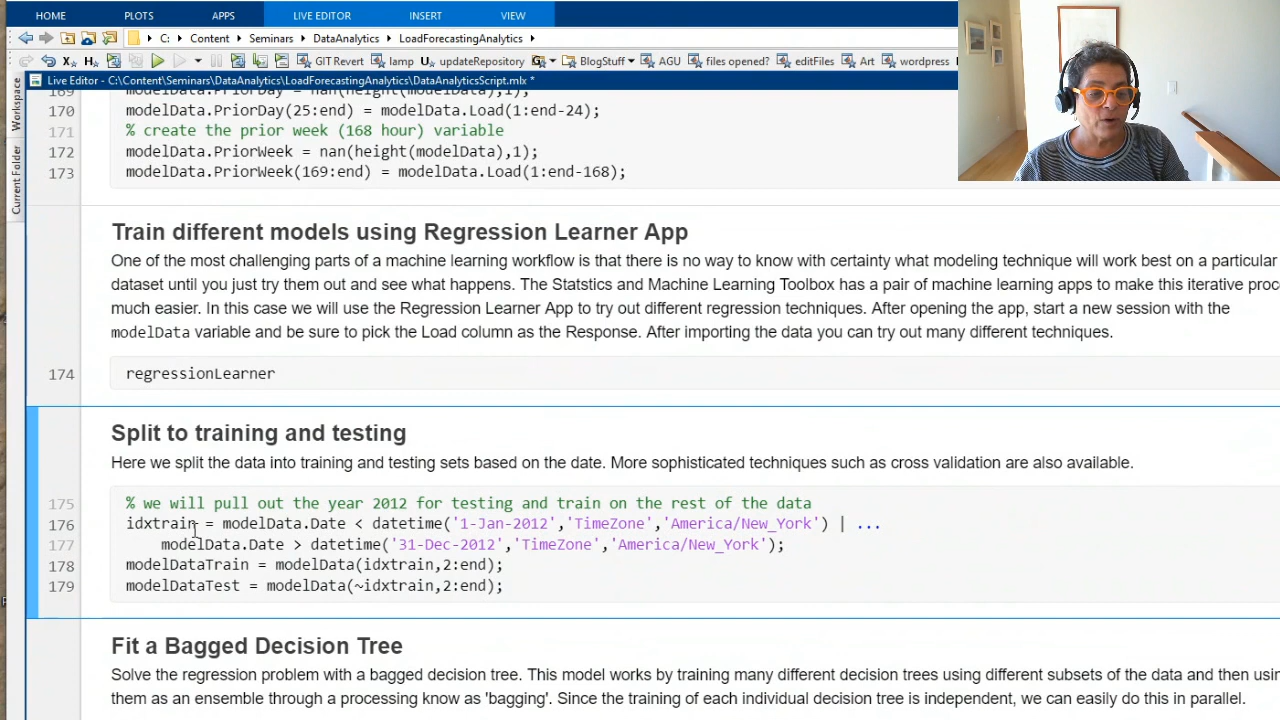 HOME PLOTS APPS LIVE EDITOR INSERT VIEW
C: Content Seminars DataAnalytics LoadForecastingAnalytics
GIT Revert lamp updateRepository BlogStuff AGU files opened? editFiles Art wordpress
Live Editor - C:\Content\Seminars\DataAnalytics\LoadForecastingAnalytics\DataAnalyticsScript.mlx *
Workspace
Current Folder
169 modelData.PriorDay = nan(height(modelData),1);
170 modelData.PriorDay(25:end) = modelData.Load(1:end-24);
171 % create the prior week (168 hour) variable
172 modelData.PriorWeek = nan(height(modelData),1);
173 modelData.PriorWeek(169:end) = modelData.Load(1:end-168);
Train different models using Regression Learner App
One of the most challenging parts of a machine learning workflow is that there is no way to know with certainty what modeling technique will work best on a particular
dataset until you just try them out and see what happens. The Statstics and Machine Learning Toolbox has a pair of machine learning apps to make this iterative proce
much easier. In this case we will use the Regression Learner App to try out different regression techniques. After opening the app, start a new session with the
modelData variable and be sure to pick the Load column as the Response. After importing the data you can try out many different techniques.
174 regressionLearner
Split to training and testing
Here we split the data into training and testing sets based on the date. More sophisticated techniques such as cross validation are also available.
175 % we will pull out the year 2012 for testing and train on the rest of the data
176 idxtrain = modelData.Date < datetime('1-Jan-2012','TimeZone','America/New_York') | ...
177 modelData.Date > datetime('31-Dec-2012','TimeZone','America/New_York');
178 modelDataTrain = modelData(idxtrain,2:end);
179 modelDataTest = modelData(~idxtrain,2:end);
Fit a Bagged Decision Tree
Solve the regression problem with a bagged decision tree. This model works by training many different decision trees using different subsets of the data and then usin
them as an ensemble through a processing know as 'bagging'. Since the training of each individual decision tree is independent, we can easily do this in parallel.